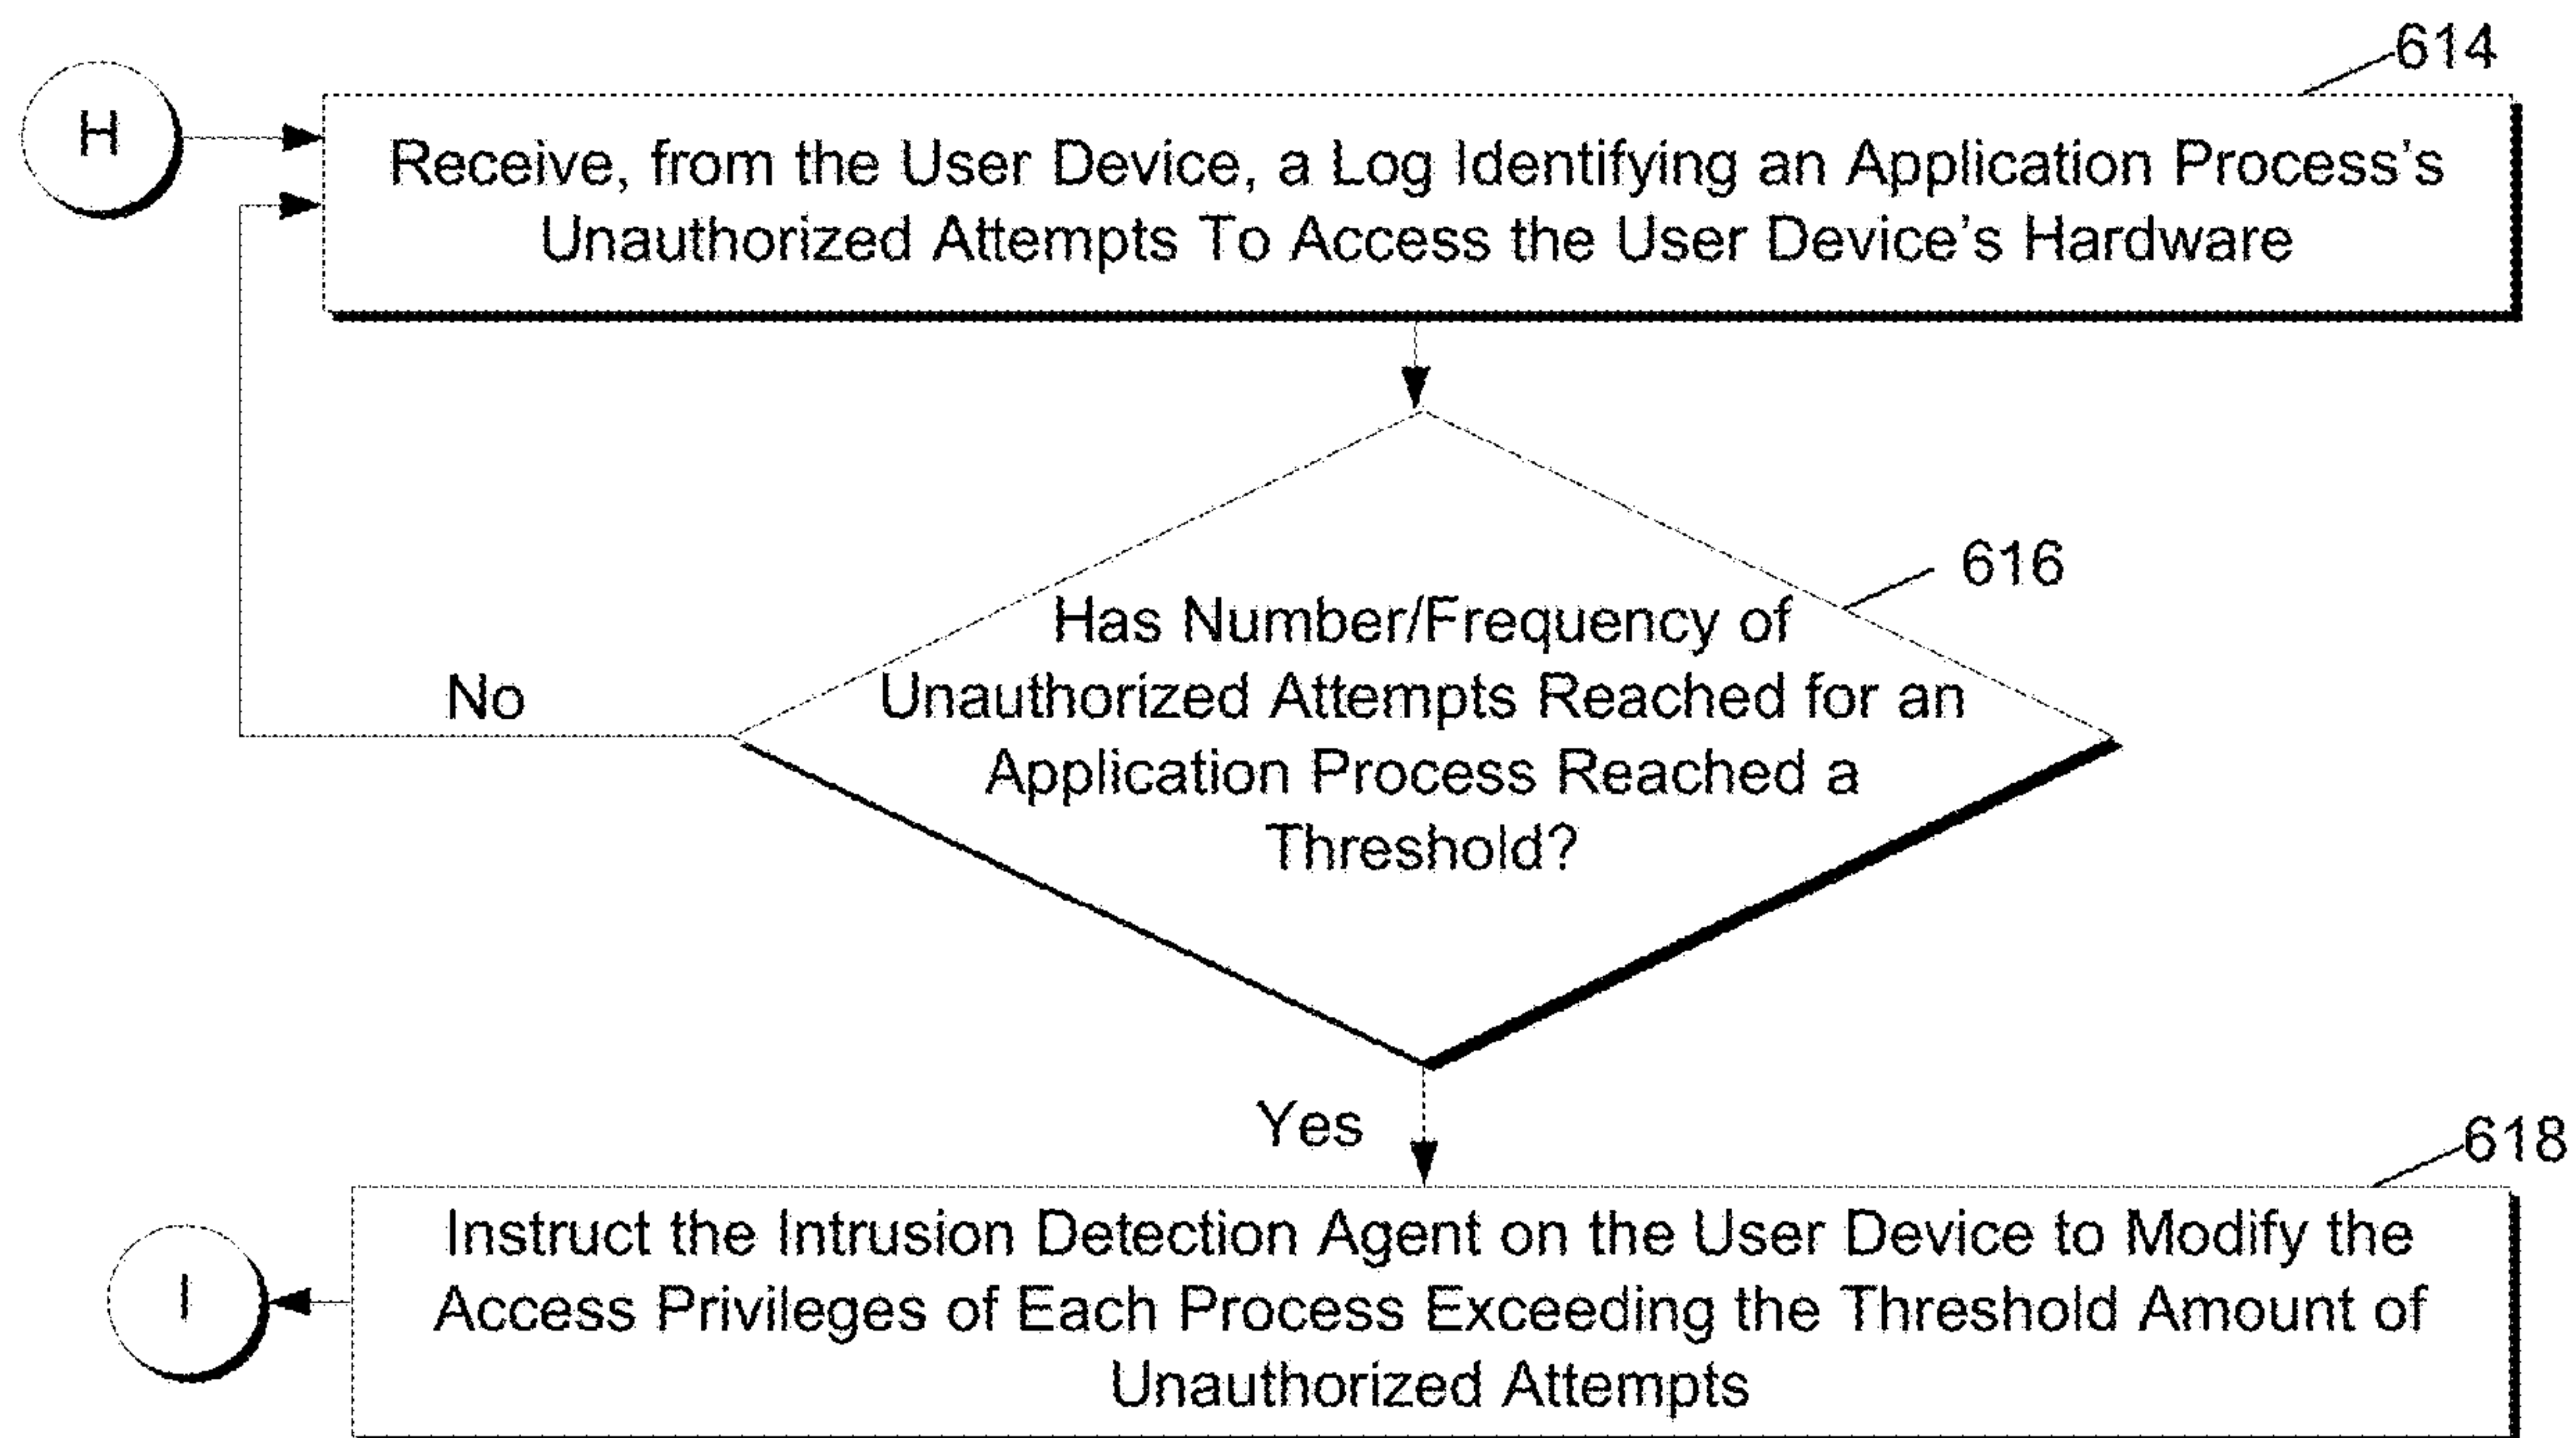 614
H
Receive, from the User Device, a Log Identifying an Application Process's
Unauthorized Attempts To Access the User Device's Hardware
616
Has Number/Frequency of
Unauthorized Attempts Reached for an
Application Process Reached a
Threshold?
No
Yes
618
Instruct the Intrusion Detection Agent on the User Device to Modify the
Access Privileges of Each Process Exceeding the Threshold Amount of
Unauthorized Attempts
I